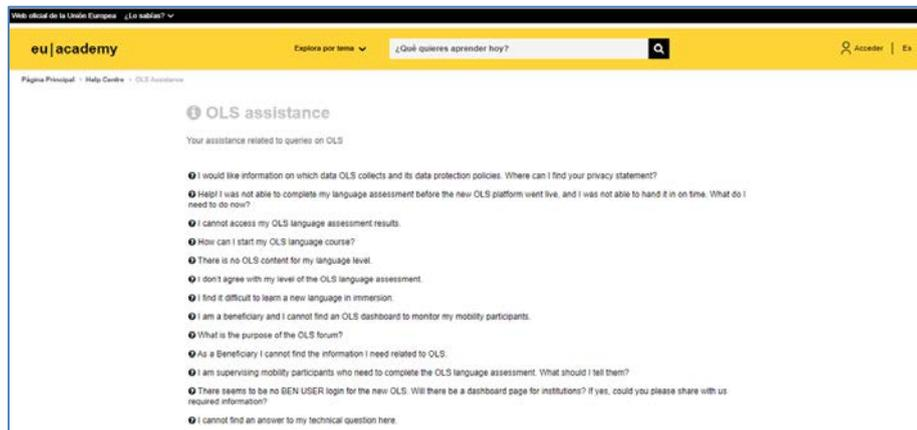 Web oficial de la Unión Europea ¿Lo sabías?
eu|academy Explora por tema ¿Qué quieres aprender hoy? Acceder | Es
Página Principal > Help Centre > OLS Assistance
OLS assistance
Your assistance related to queries on OLS
I would like information on which data OLS collects and its data protection policies. Where can I find your privacy statement?
Help! I was not able to complete my language assessment before the new OLS platform went live, and I was not able to hand it in on time. What do I
need to do now?
I cannot access my OLS language assessment results.
How can I start my OLS language course?
There is no OLS content for my language level.
I don't agree with my level of the OLS language assessment.
I find it difficult to learn a new language in immersion.
I am a beneficiary and I cannot find an OLS dashboard to monitor my mobility participants.
What is the purpose of the OLS forum?
As a Beneficiary I cannot find the information I need related to OLS.
I am supervising mobility participants who need to complete the OLS language assessment. What should I tell them?
There seems to be no BEN USER login for the new OLS. Will there be a dashboard page for institutions? If yes, could you please share with us
required information?
I cannot find an answer to my technical question here.